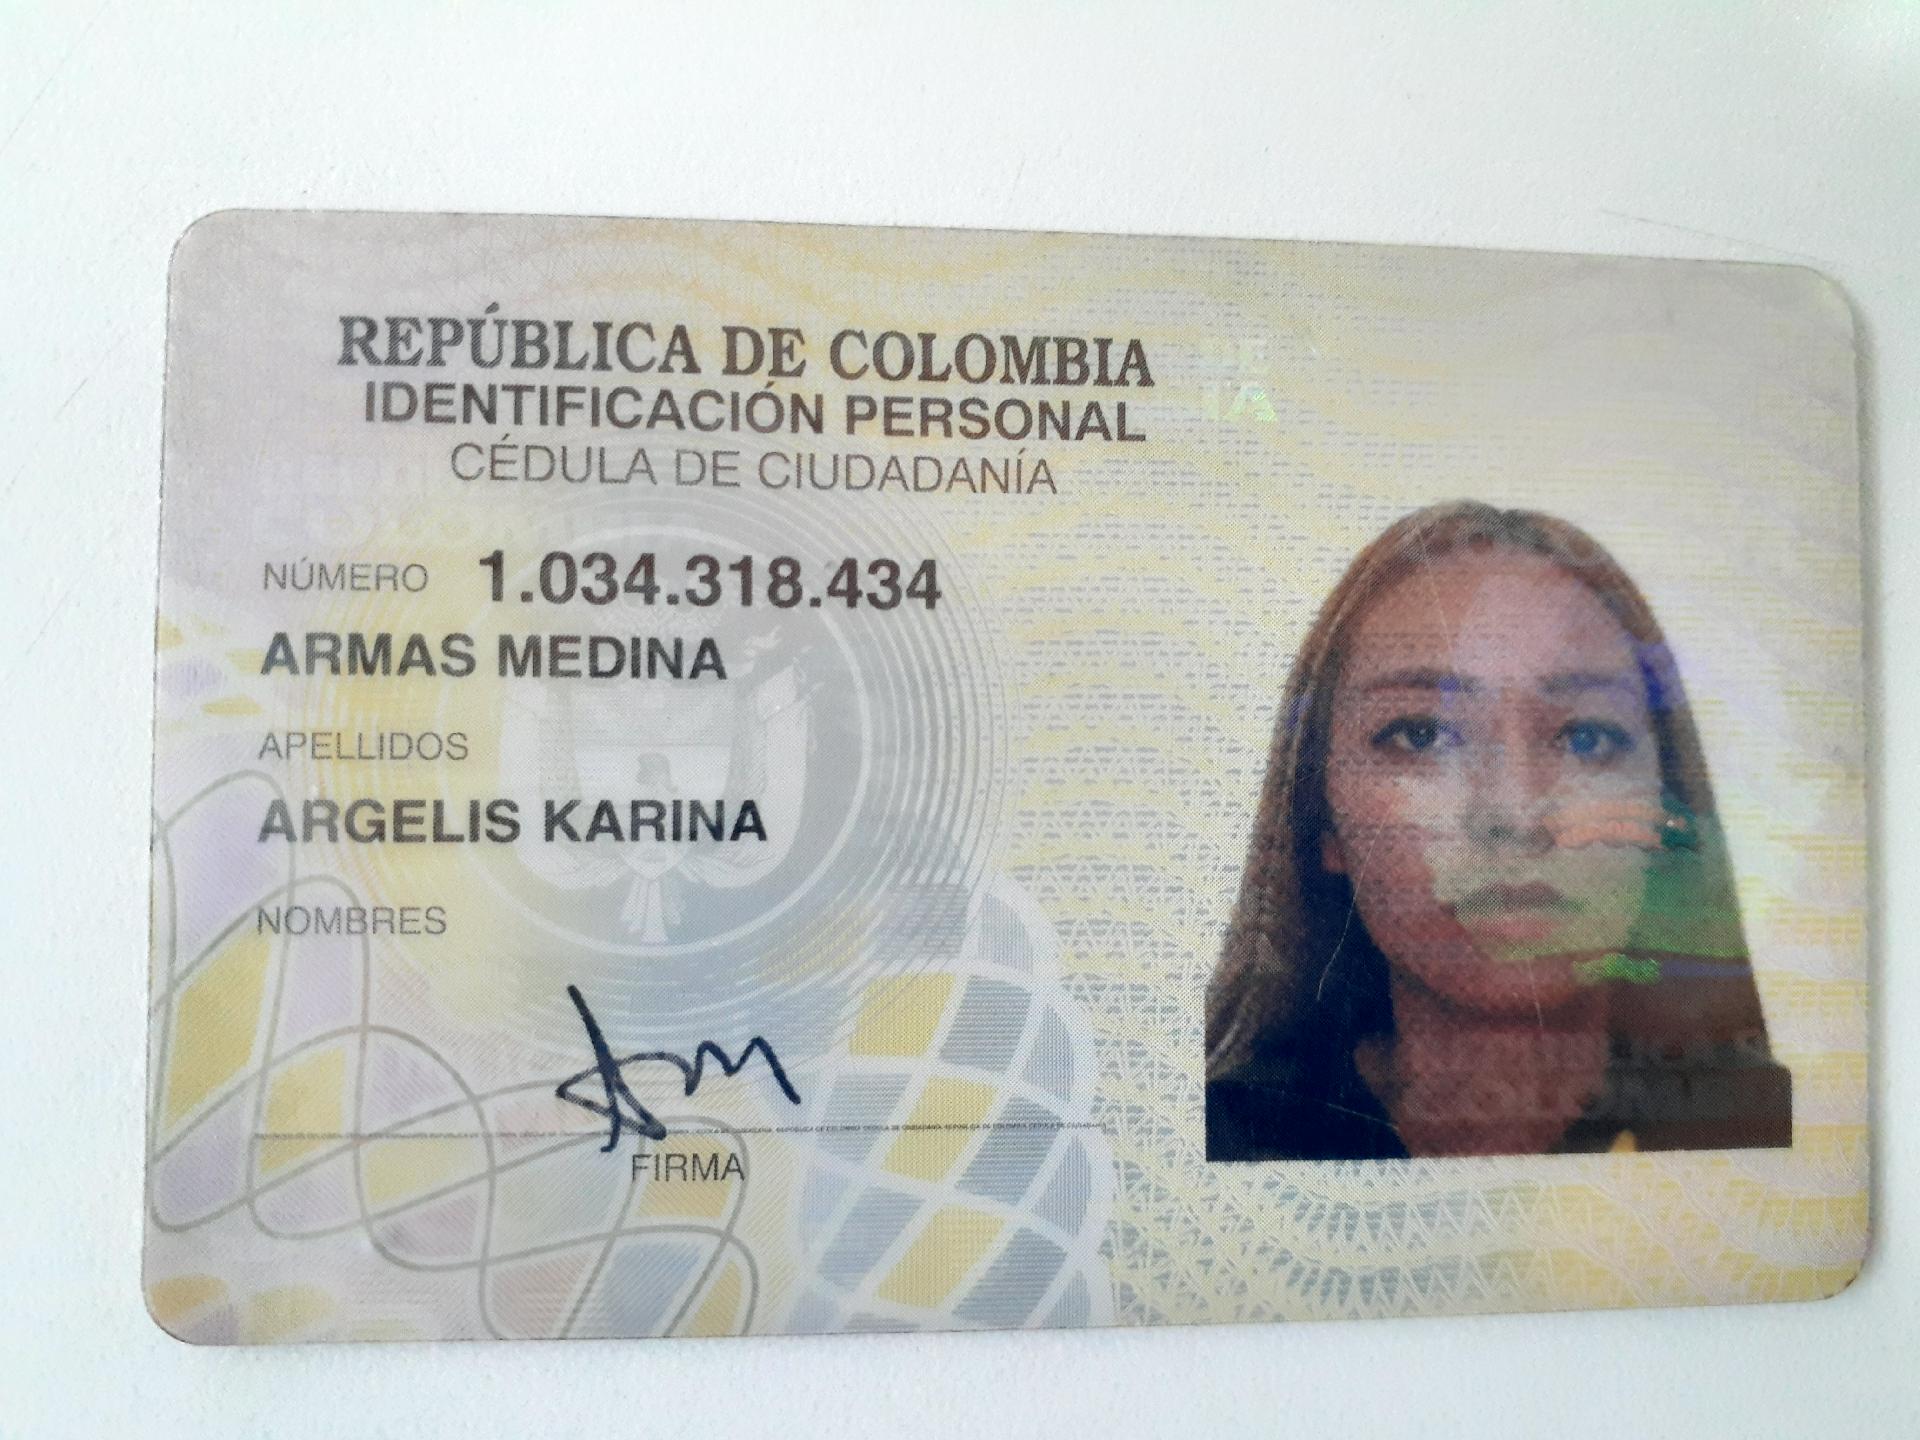 REPÚBLICA DE COLOMBIA
IDENTIFICACIÓN PERSONAL
CÉDULA DE CIUDADANÍA
NÚMERO 1.034.318.434
ARMAS MEDINA
APELLIDOS
ARGELIS KARINA
NOMBRES
FIRMA